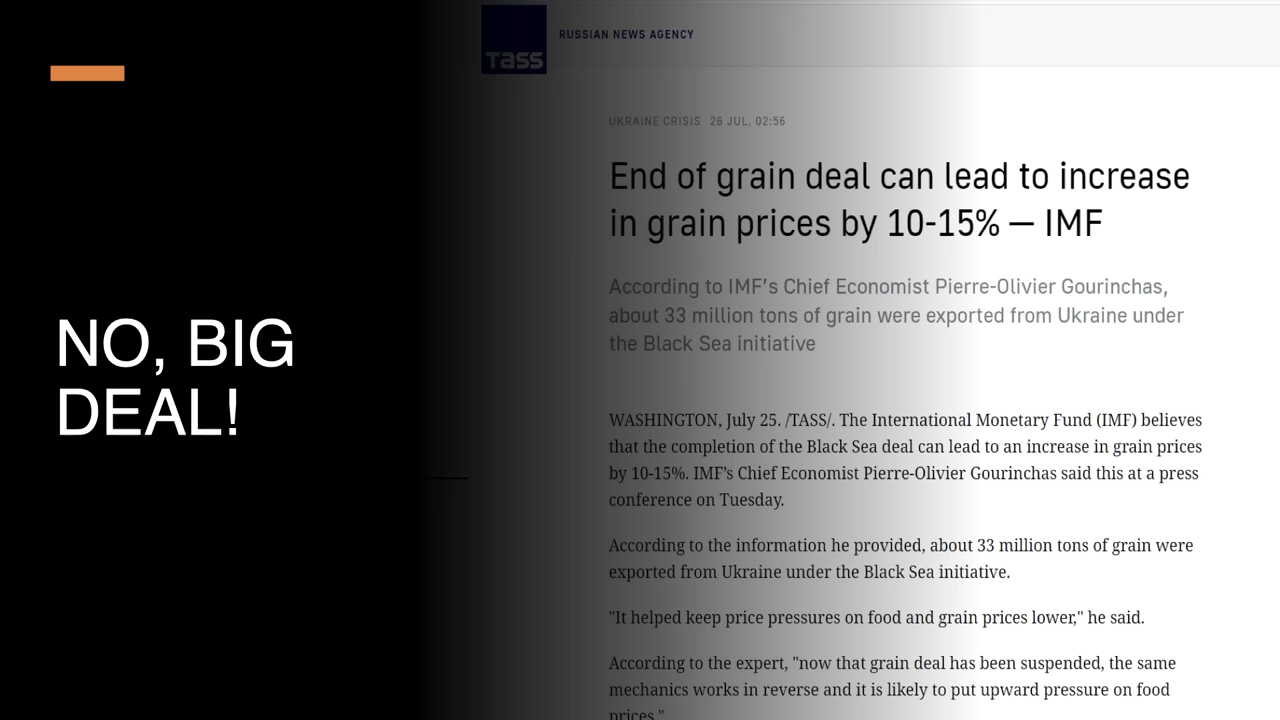 NO, BIG
DEAL!
Tass
RUSSIAN NEWS AGENCY
UKRAINE CRISIS 26 JUL, 02:56
End of grain deal can lead to increase
in grain prices by 10-15% — IMF
According to IMF’s Chief Economist Pierre-Olivier Gourinchas,
about 33 million tons of grain were exported from Ukraine under
the Black Sea initiative
WASHINGTON, July 25. /TASS/. The International Monetary Fund (IMF) believes
that the completion of the Black Sea deal can lead to an increase in grain prices
by 10-15%. IMF’s Chief Economist Pierre-Olivier Gourinchas said this at a press
conference on Tuesday.
According to the information he provided, about 33 million tons of grain were
exported from Ukraine under the Black Sea initiative.
"It helped keep price pressures on food and grain prices lower," he said.
According to the expert, "now that grain deal has been suspended, the same
mechanics works in reverse and it is likely to put upward pressure on food
prices."